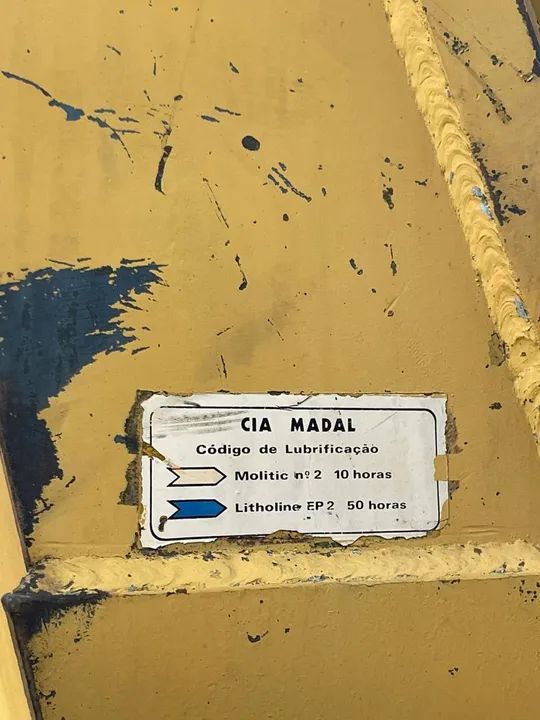 CIA MADAL
Código de Lubrificação
Molitic nº 2 10 horas
Litholine EP 2 50 horas